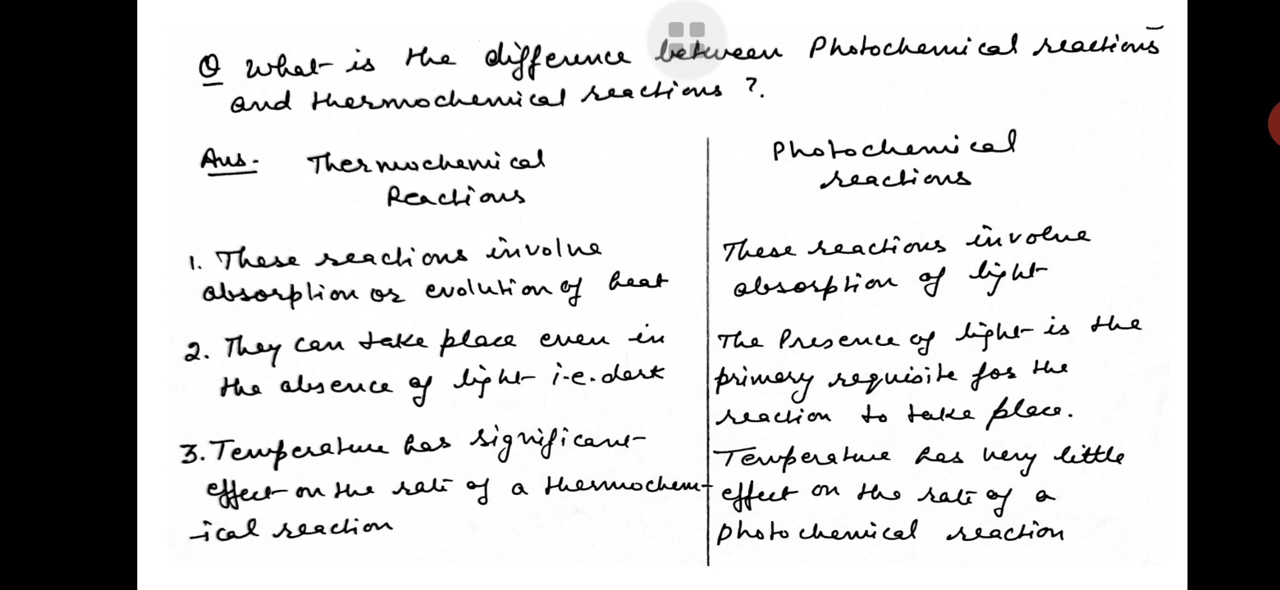 Q What is the difference between Photochemical reactions
and thermochemical reactions ?.
Ans. Thermochemical
Reactions
1. These reactions involve
absorption or evolution of heat
2. They can take place even in
the absence of light i.e. dark
3. Temperature has significant
effect on the rate of a thermochem-
ical reaction
Photochemical
reactions
These reactions involve
absorption of light
The Presence of light is the
primary requisite for the
reaction to take place.
Temperature has very little
effect on the rate of a
photochemical reaction